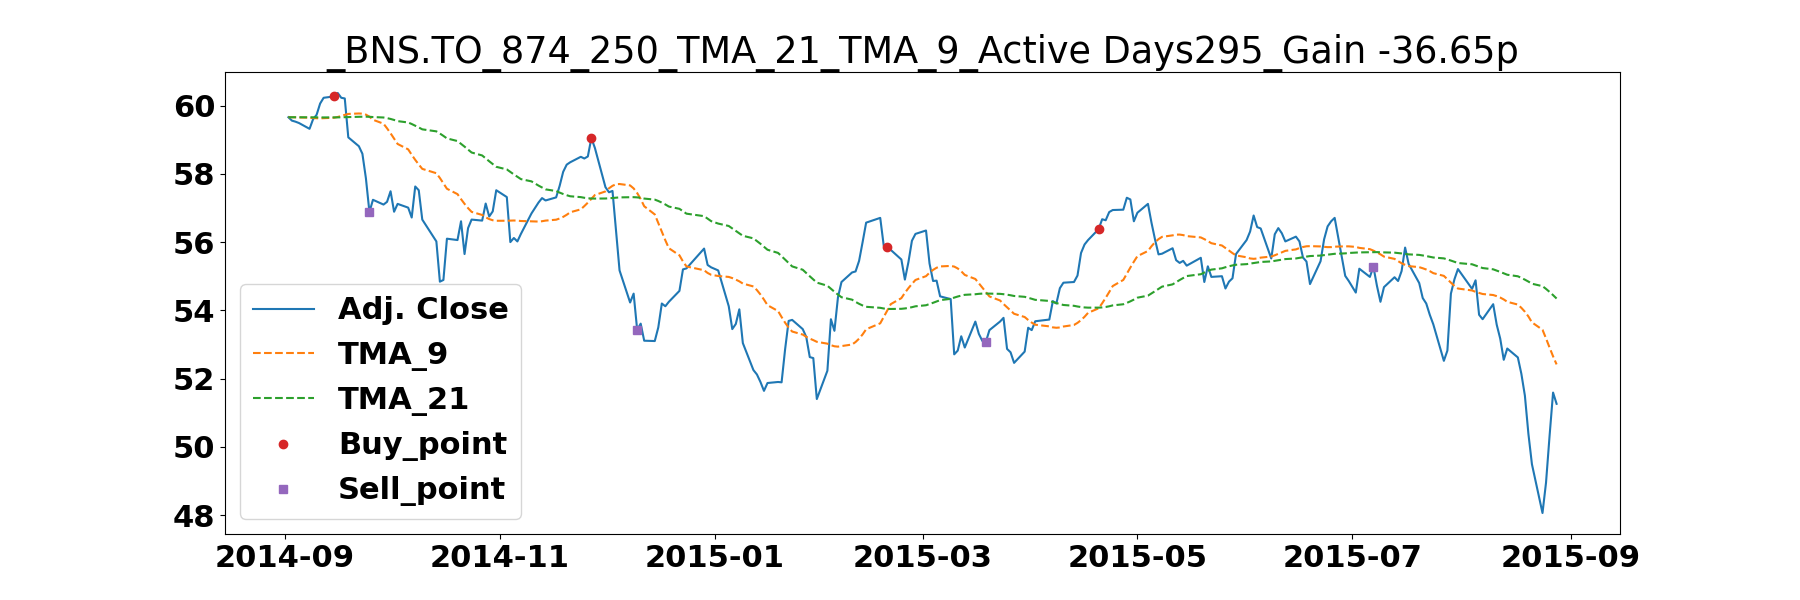 _BNS.TO_874_250_TMA_21_TMA_9_Active Days295_Gain -36.65p
60
58
56
54
52
50
48
Adj. Close
TMA_9
TMA_21
Buy_point
Sell_point
2014-09 2014-11 2015-01 2015-03 2015-05 2015-07 2015-09